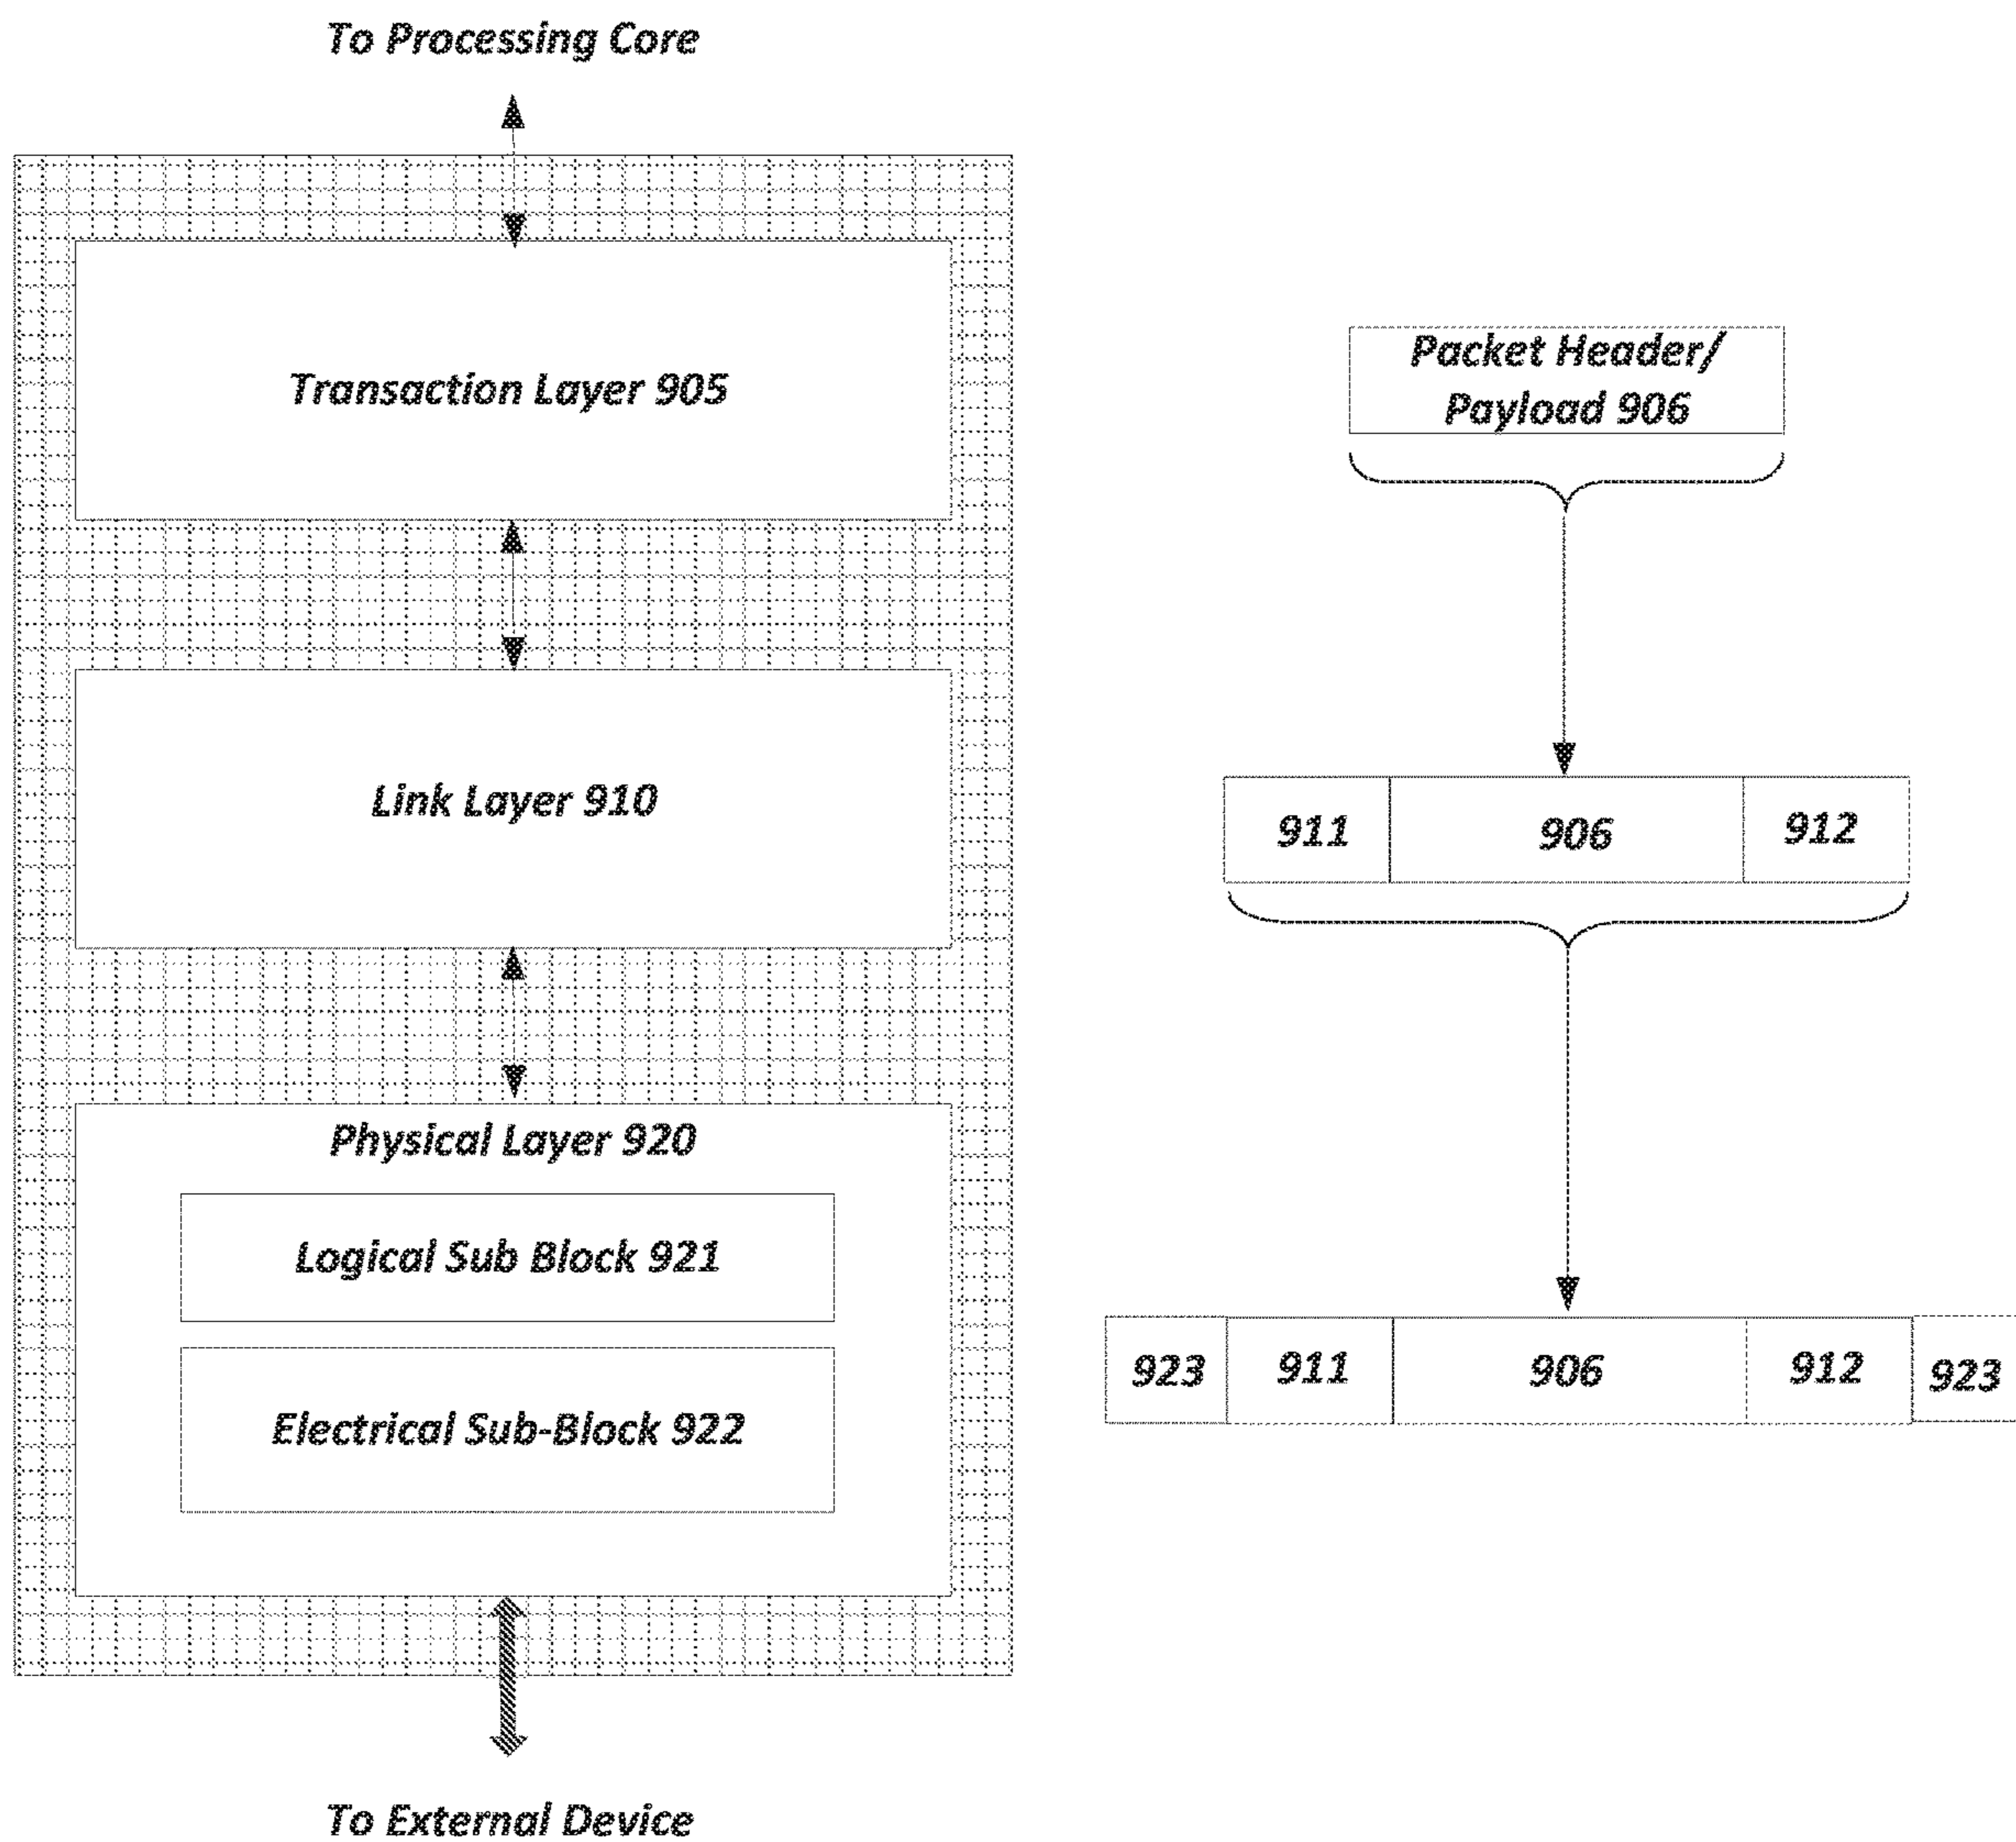 To Processing Core
Transaction Layer 905
Link Layer 910
Physical Layer 920
Logical Sub Block 921
Electrical Sub-Block 922
To External Device
Packet Header/
Payload 906
911 906 912
923 911 906 912 923